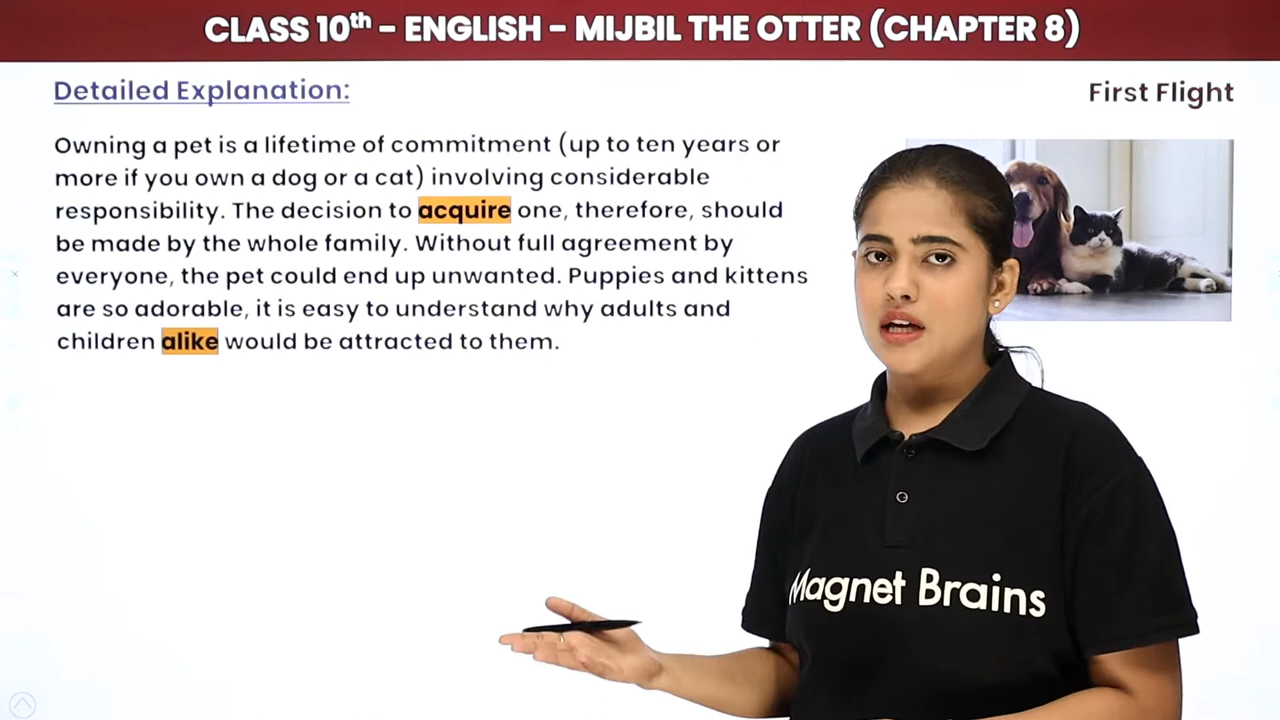 CLASS 10th – ENGLISH – MIJBIL THE OTTER (CHAPTER 8)
Detailed Explanation:
First Flight
Owning a pet is a lifetime of commitment (up to ten years or
more if you own a dog or a cat) involving considerable
responsibility. The decision to acquire one, therefore, should
be made by the whole family. Without full agreement by
everyone, the pet could end up unwanted. Puppies and kittens
are so adorable, it is easy to understand why adults and
children alike would be attracted to them.
Magnet Brains